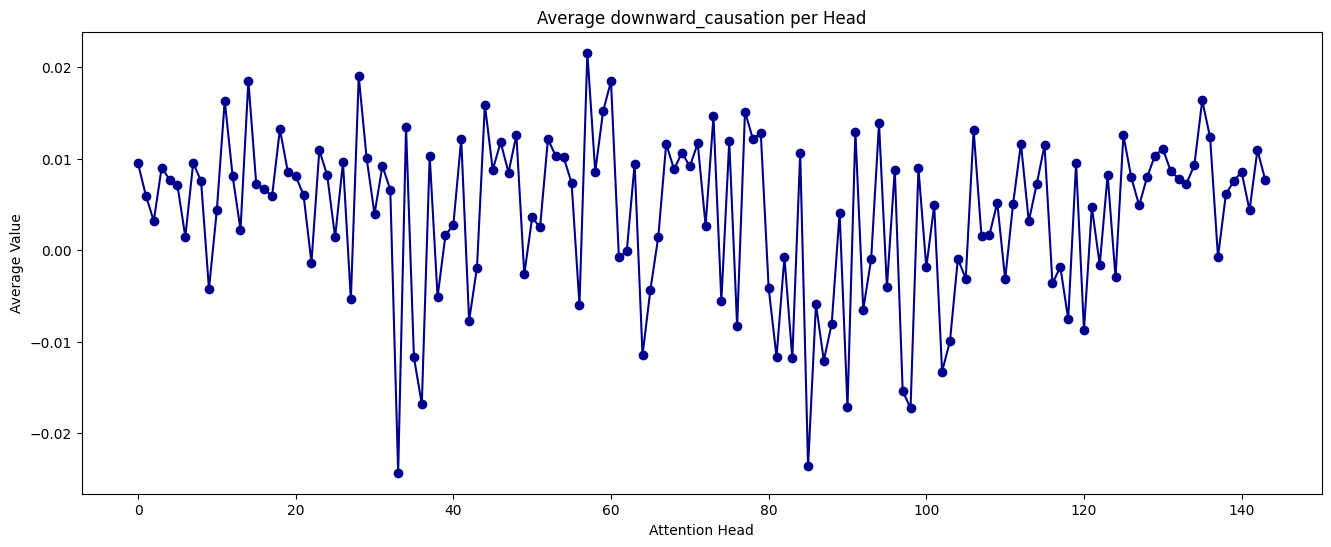 Average downward_causation per Head
Average Value
0.02
0.01
0.00
−0.01
−0.02
0 20 40 60 80 100 120 140
Attention Head